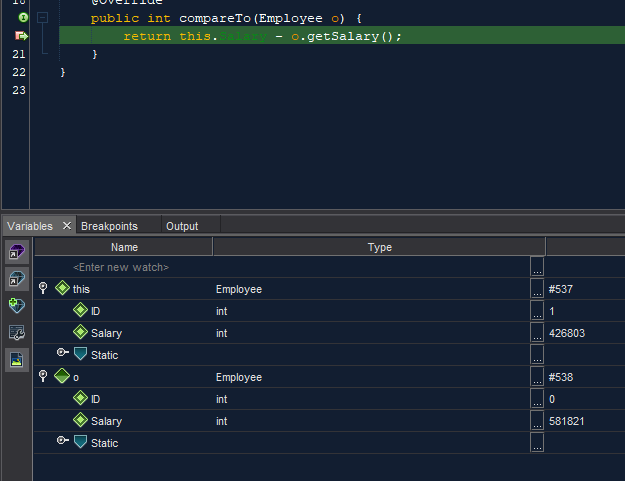 @Override
public int compareTo(Employee o) {
return this.Salary - o.getSalary();
21 }
22 }
23
Variables × Breakpoints Output
Name Type
<Enter new watch> ...
this Employee ... #537
ID int ... 1
Salary int ... 426803
Static ...
o Employee ... #538
ID int ... 0
Salary int ... 581821
Static ...